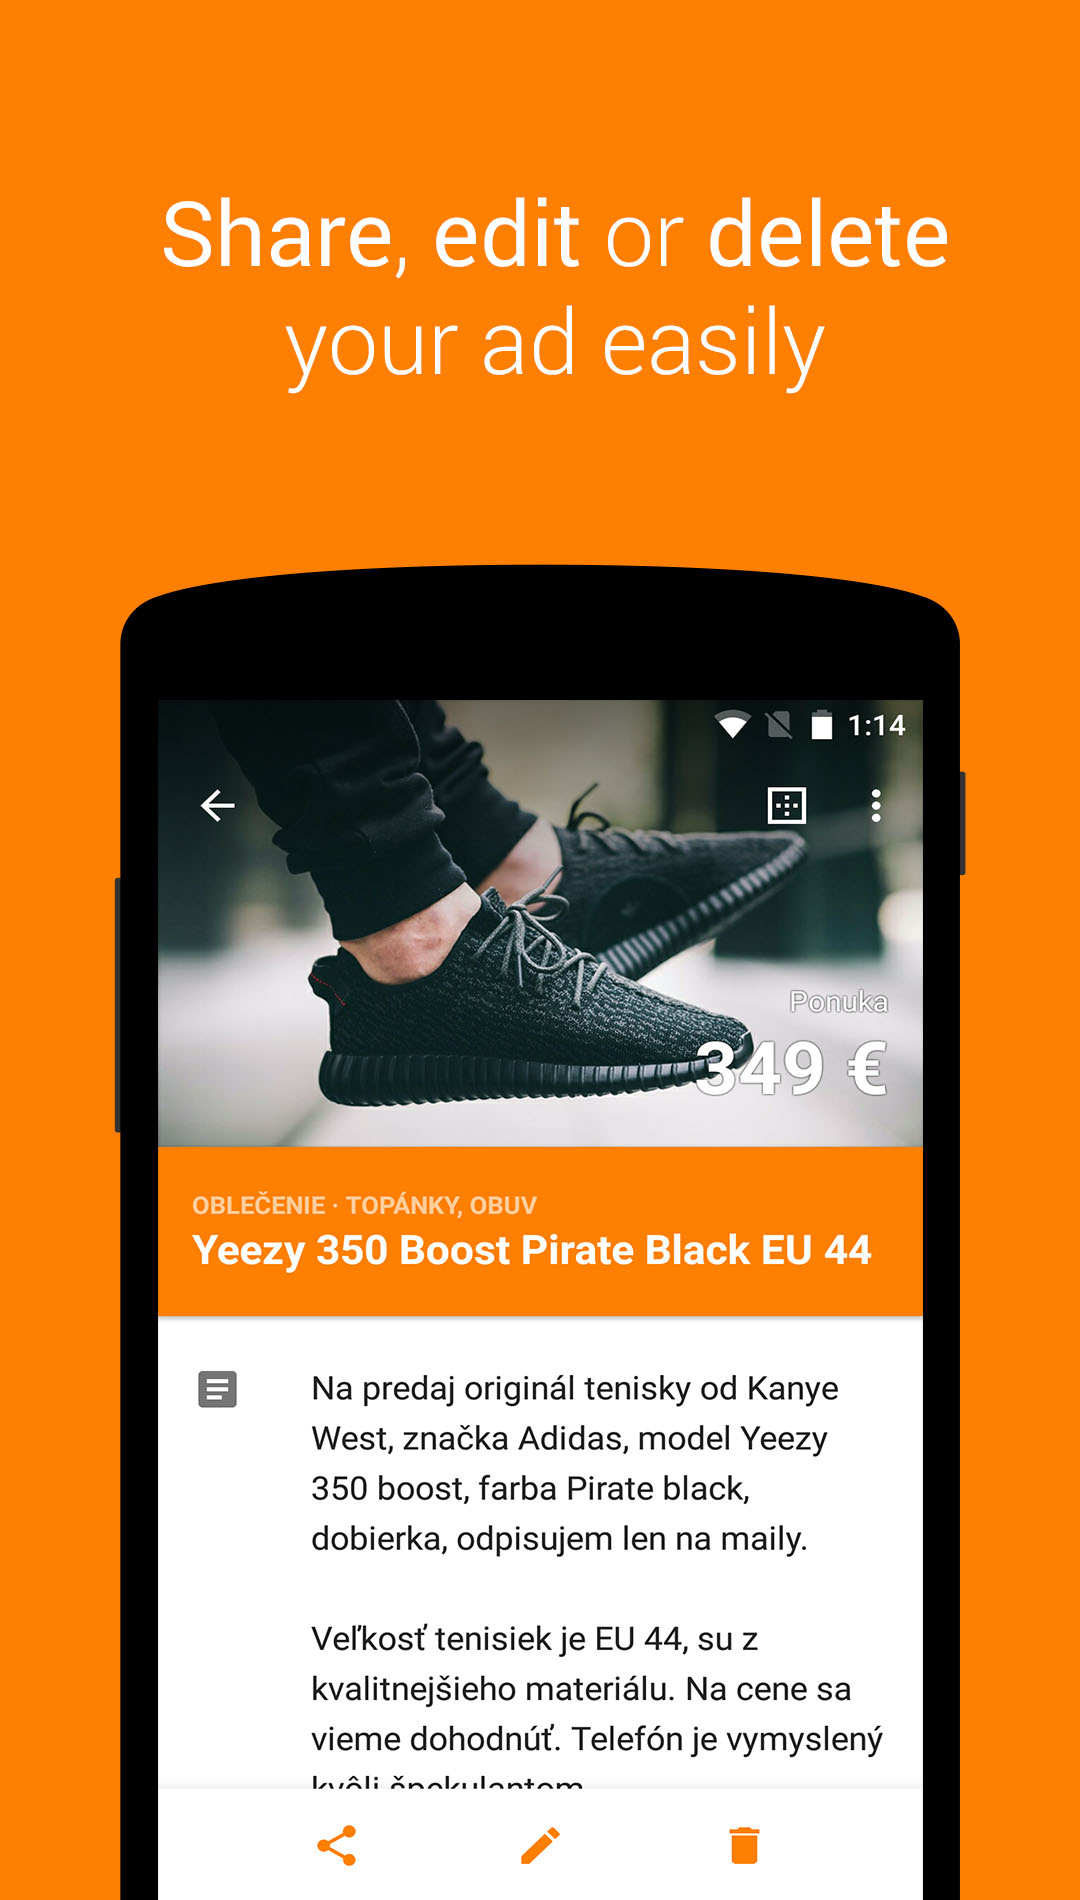 Share, edit or delete
your ad easily
1:14
Ponuka
349 €
OBLEČENIE · TOPÁNKY, OBUV
Yeezy 350 Boost Pirate Black EU 44
Na predaj originál tenisky od Kanye
West, značka Adidas, model Yeezy
350 boost, farba Pirate black,
dobierka, odpisujem len na maily.
Veľkosť tenisiek je EU 44, su z
kvalitnejšieho materiálu. Na cene sa
vieme dohodnúť. Telefón je vymyslený
kvôli špekulantom